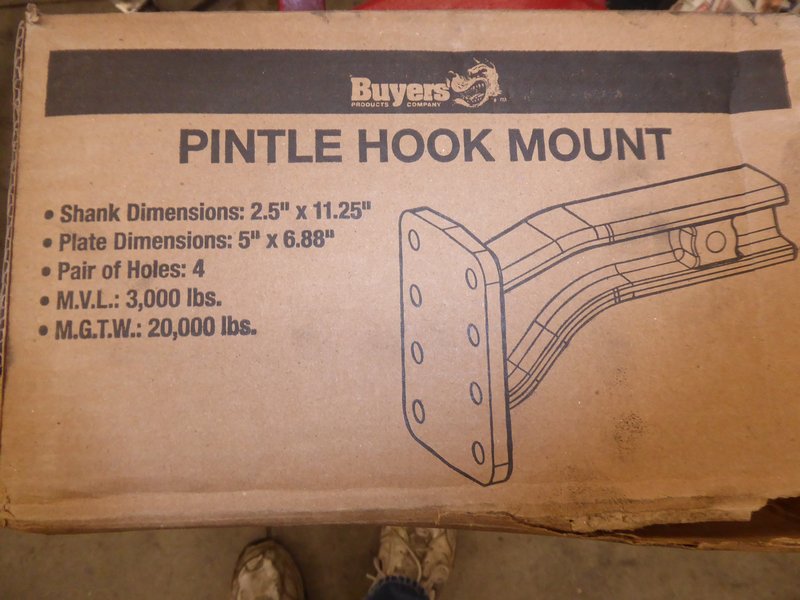 Buyers
PRODUCTS COMPANY
PINTLE HOOK MOUNT
• Shank Dimensions: 2.5" x 11.25"
• Plate Dimensions: 5" x 6.88"
• Pair of Holes: 4
• M.V.L.: 3,000 lbs.
• M.G.T.W.: 20,000 lbs.